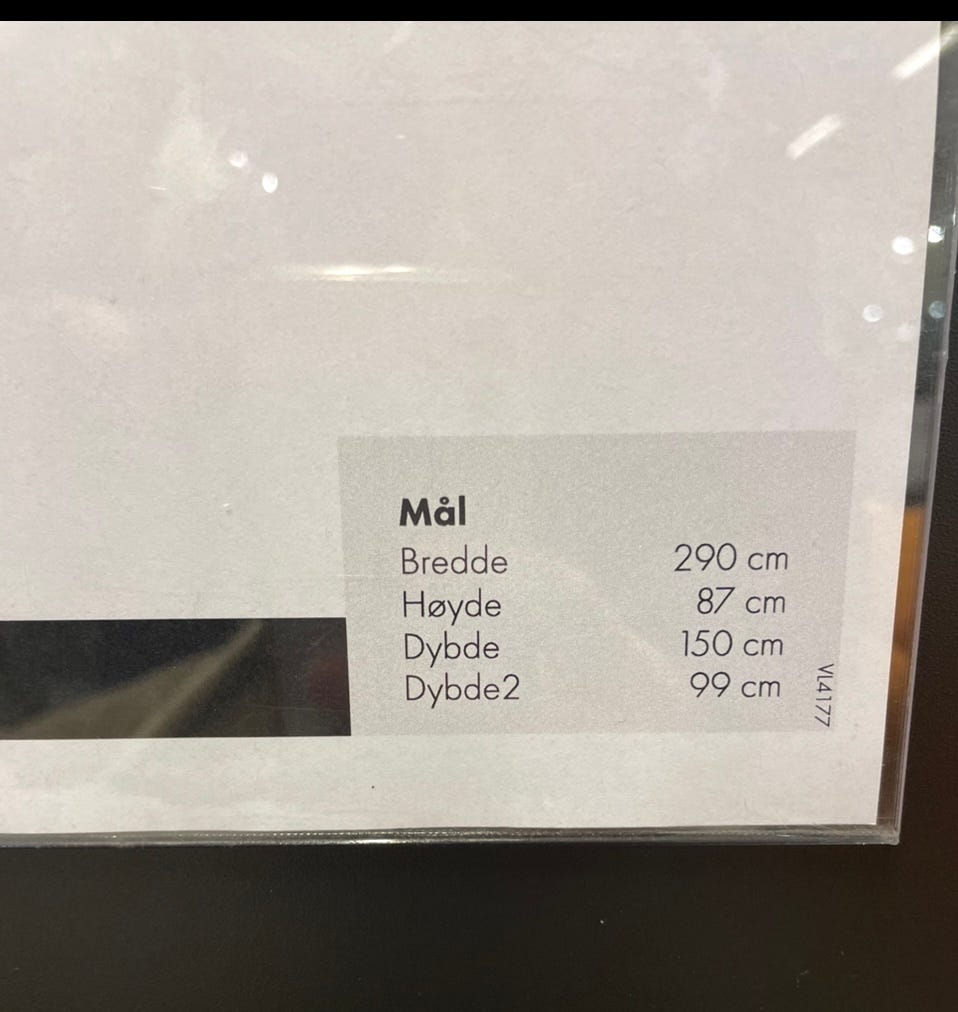 Mål
Bredde 290 cm
Høyde 87 cm
Dybde 150 cm
Dybde2 99 cm
VL4177